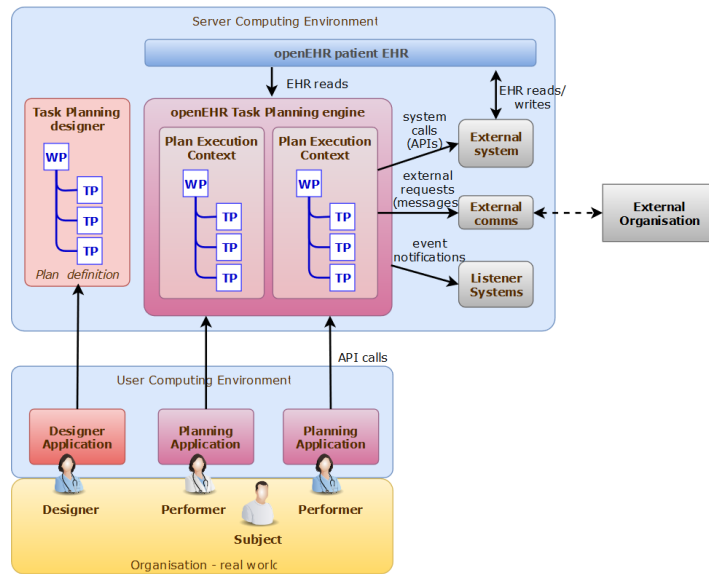 Server Computing Environment
openEHR patient EHR
EHR reads
EHR reads/
writes
Task Planning
designer
WP
TP
TP
TP
Plan definition
openEHR Task Planning engine
Plan Execution
Context
WP
TP
TP
TP
Plan Execution
Context
WP
TP
TP
TP
system
calls
(APIs)
External
system
external
requests
(messages
External
comms
External
Organisation
event
notifications
Listener
Systems
API calls
User Computing Environment
Designer
Application
Planning
Application
Planning
Application
Designer
Performer
Performer
Subject
Organisation - real world